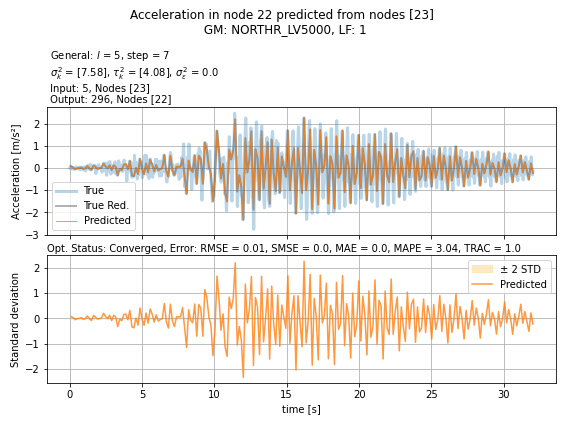 Acceleration in node 22 predicted from nodes [23]
GM: NORTHR_LV5000, LF: 1
General: l = 5, step = 7
σ²ₖ = [7.58], τ²ₖ = [4.08], σ²ε = 0.0
Input: 5, Nodes [23]
Output: 296, Nodes [22]
Acceleration [m/s²]
2
1
0
−1
−2
−3
True
True Red.
Predicted
Opt. Status: Converged, Error: RMSE = 0.01, SMSE = 0.0, MAE = 0.0, MAPE = 3.04, TRAC = 1.0
Standard deviation
2
1
0
−1
−2
± 2 STD
Predicted
0 5 10 15 20 25 30
time [s]